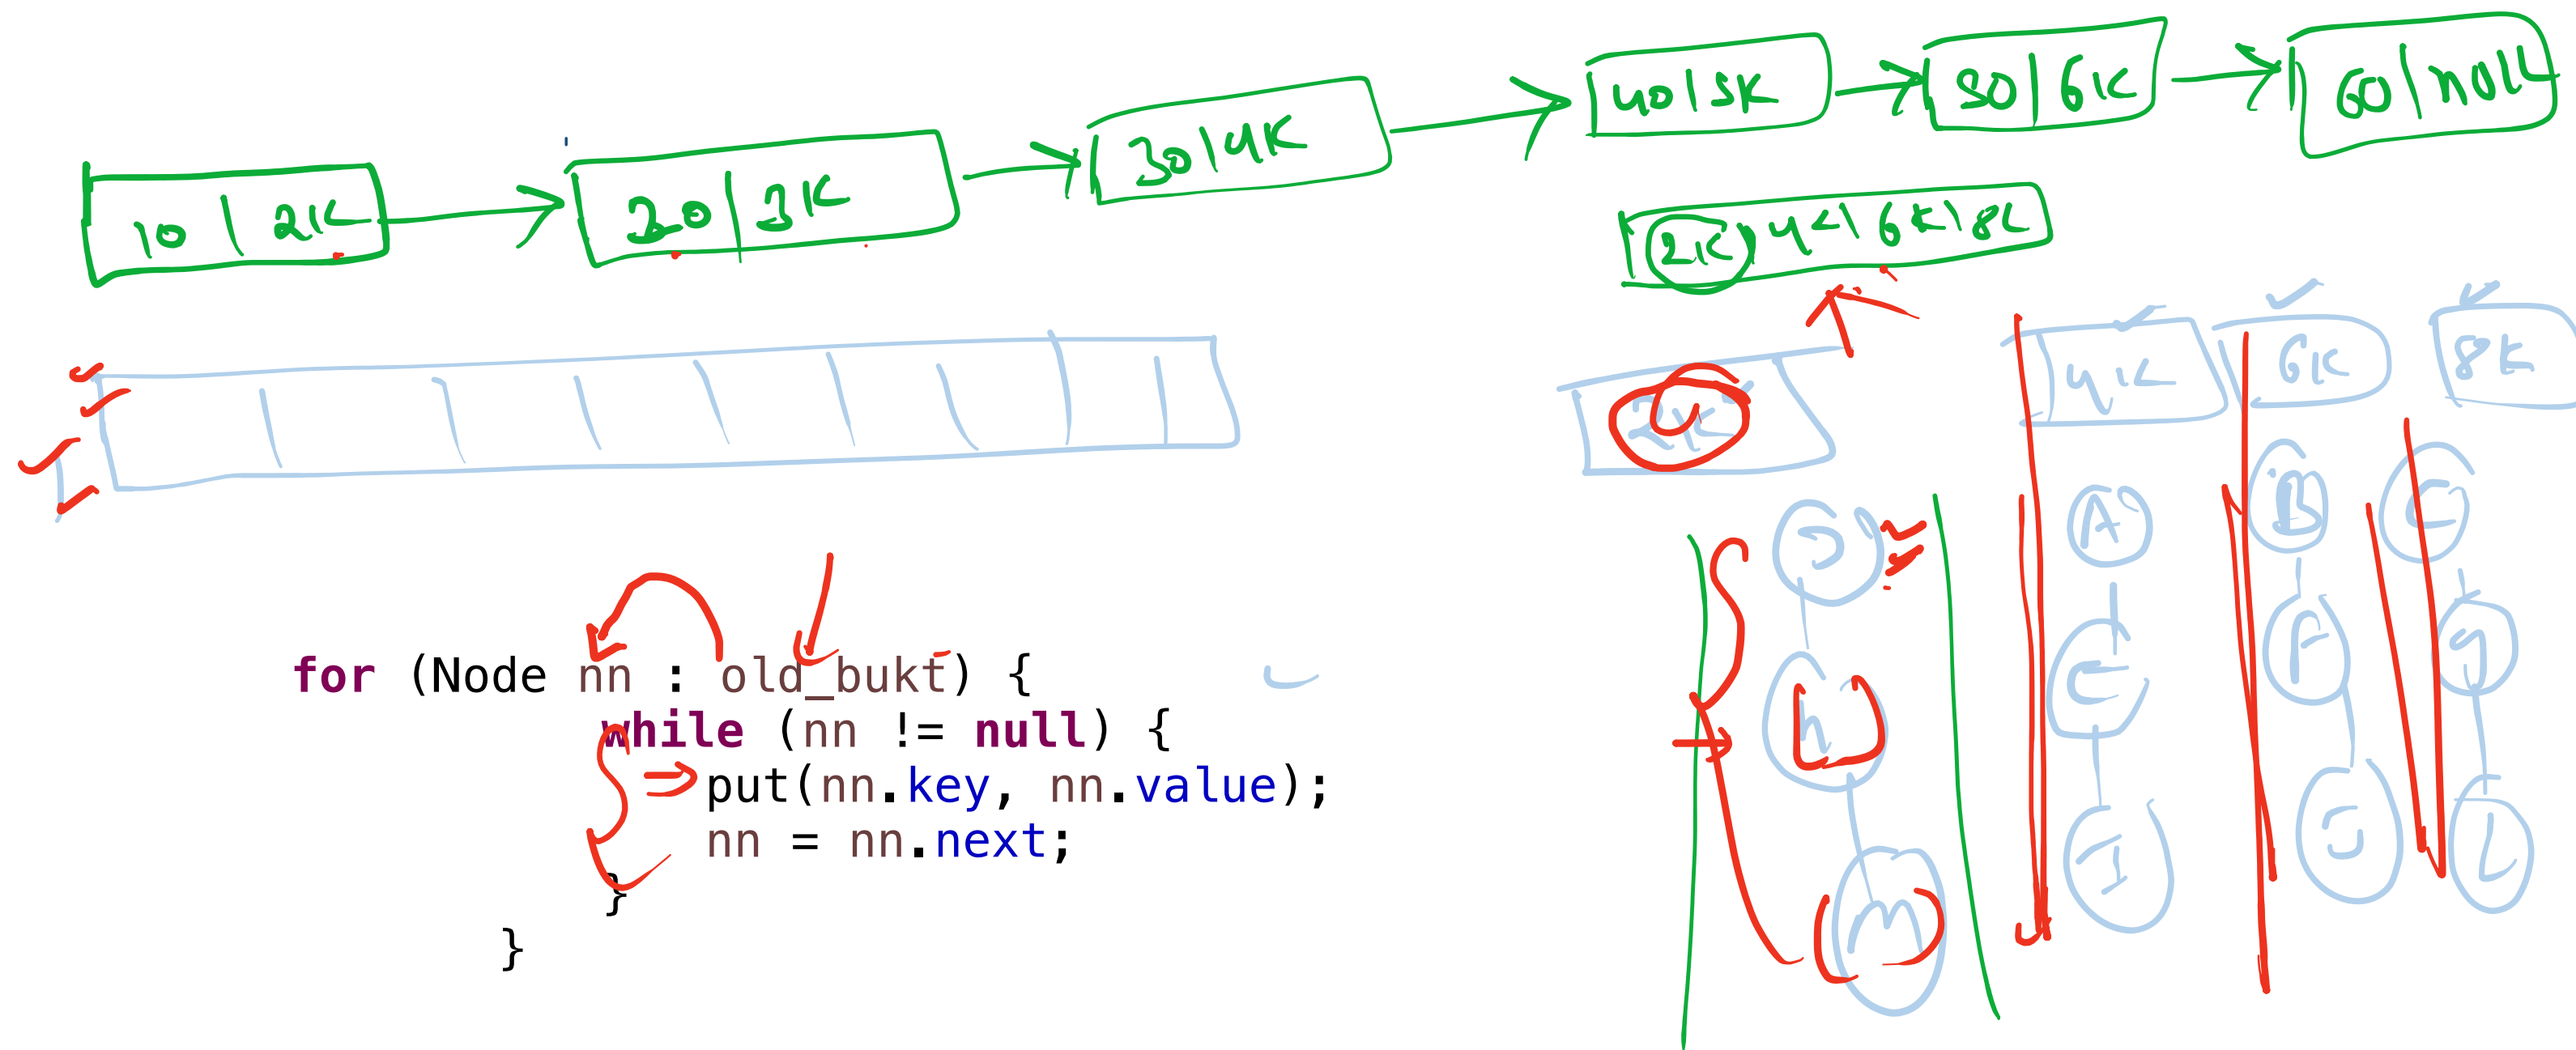 10 | 2K
20 | 3K
30 | 4K
40 | 5K
50 | 6K
60 | null
2K | 4K | 6K | 8K
2K
4K
6K
8K
D
A
B
C
h
E
F
g
m
I
J
L
for (Node nn : old_bukt) {
while (nn != null) {
put(nn.key, nn.value);
nn = nn.next;
}
}